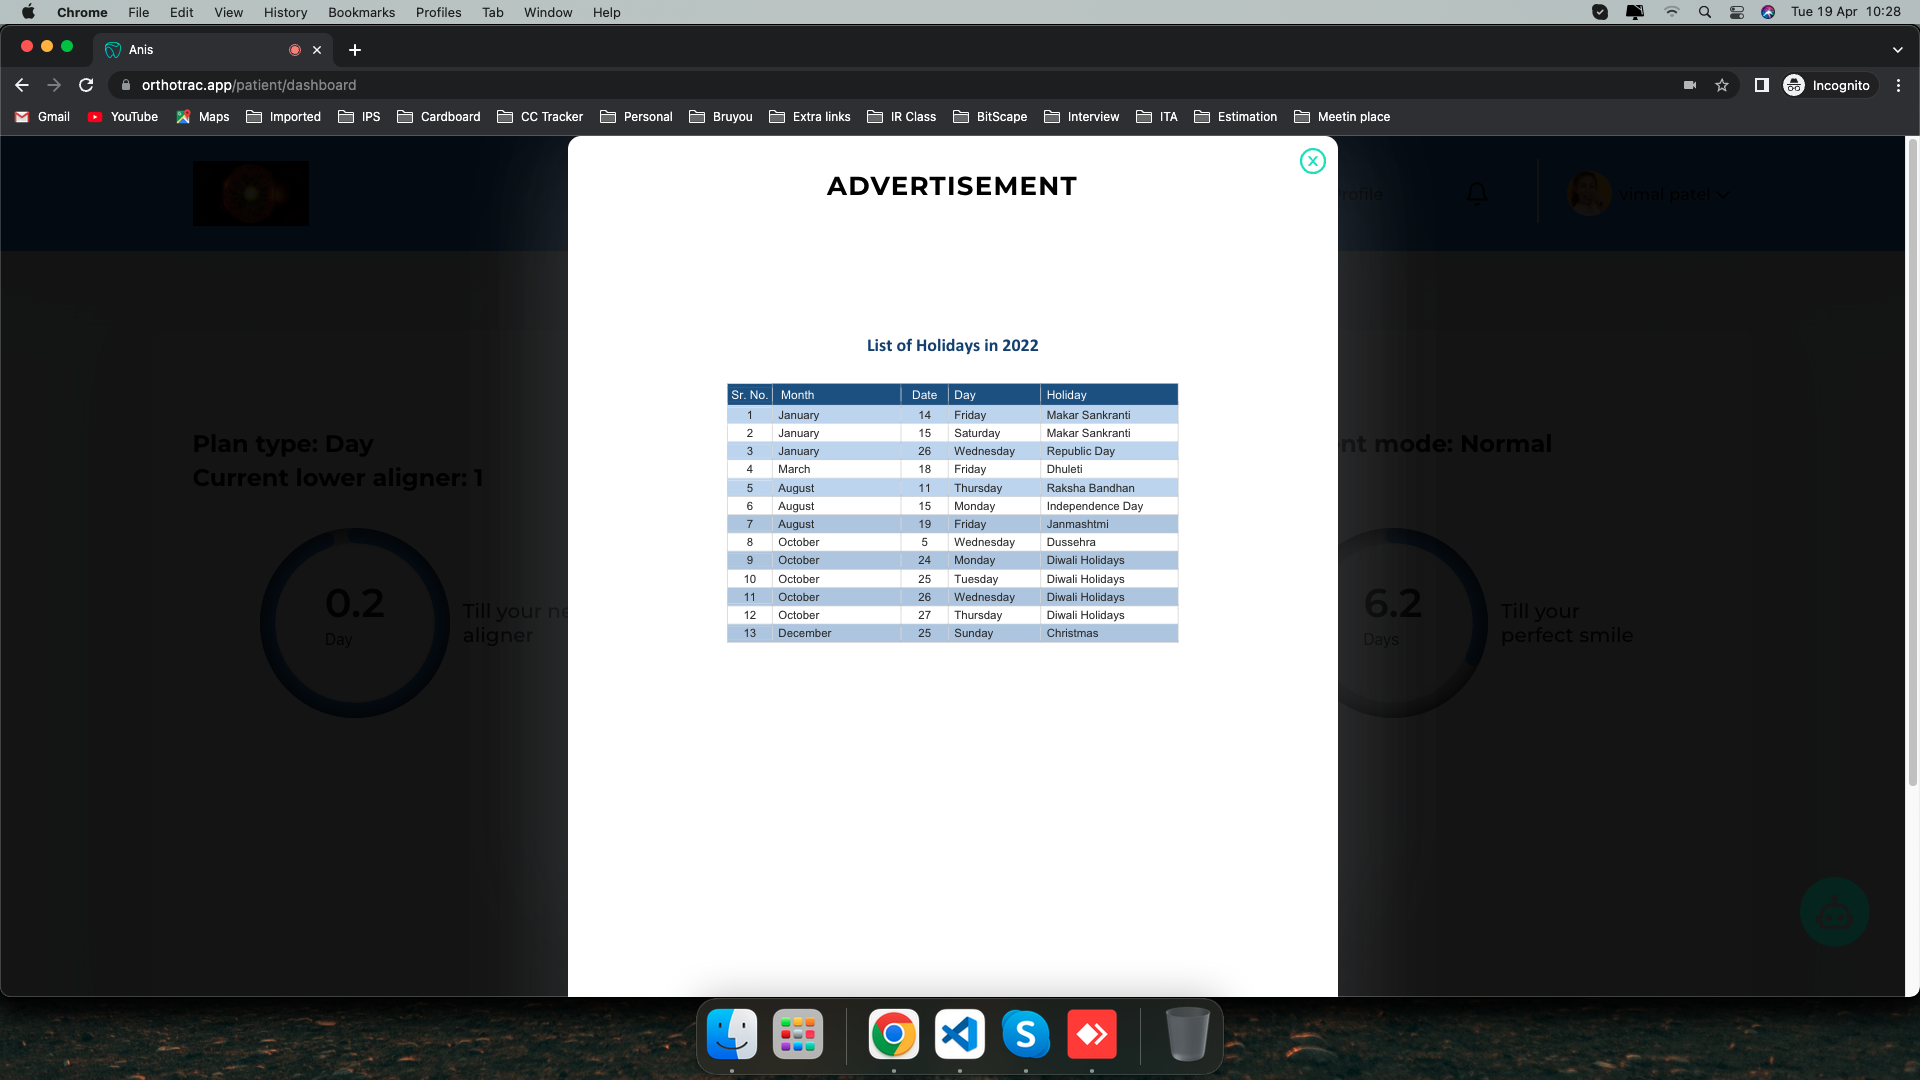 Chrome File Edit View History Bookmarks Profiles Tab Window Help Tue 19 Apr 10:28
Anis
orthotrac.app/patient/dashboard Incognito
Gmail YouTube Maps Imported IPS Cardboard CC Tracker Personal Bruyou Extra links IR Class BitScape Interview ITA Estimation Meetin place
X
ADVERTISEMENT
rofile vimal patel
List of Holidays in 2022
Sr. No. Month Date Day Holiday
1 January 14 Friday Makar Sankranti
2 January 15 Saturday Makar Sankranti
3 January 26 Wednesday Republic Day
4 March 18 Friday Dhuleti
5 August 11 Thursday Raksha Bandhan
6 August 15 Monday Independence Day
7 August 19 Friday Janmashtmi
8 October 5 Wednesday Dussehra
9 October 24 Monday Diwali Holidays
10 October 25 Tuesday Diwali Holidays
11 October 26 Wednesday Diwali Holidays
12 October 27 Thursday Diwali Holidays
13 December 25 Sunday Christmas
Plan type: Day
Current lower aligner: 1
nt mode: Normal
0.2
Day
Till your ne
aligner
6.2
Days
Till your
perfect smile
S